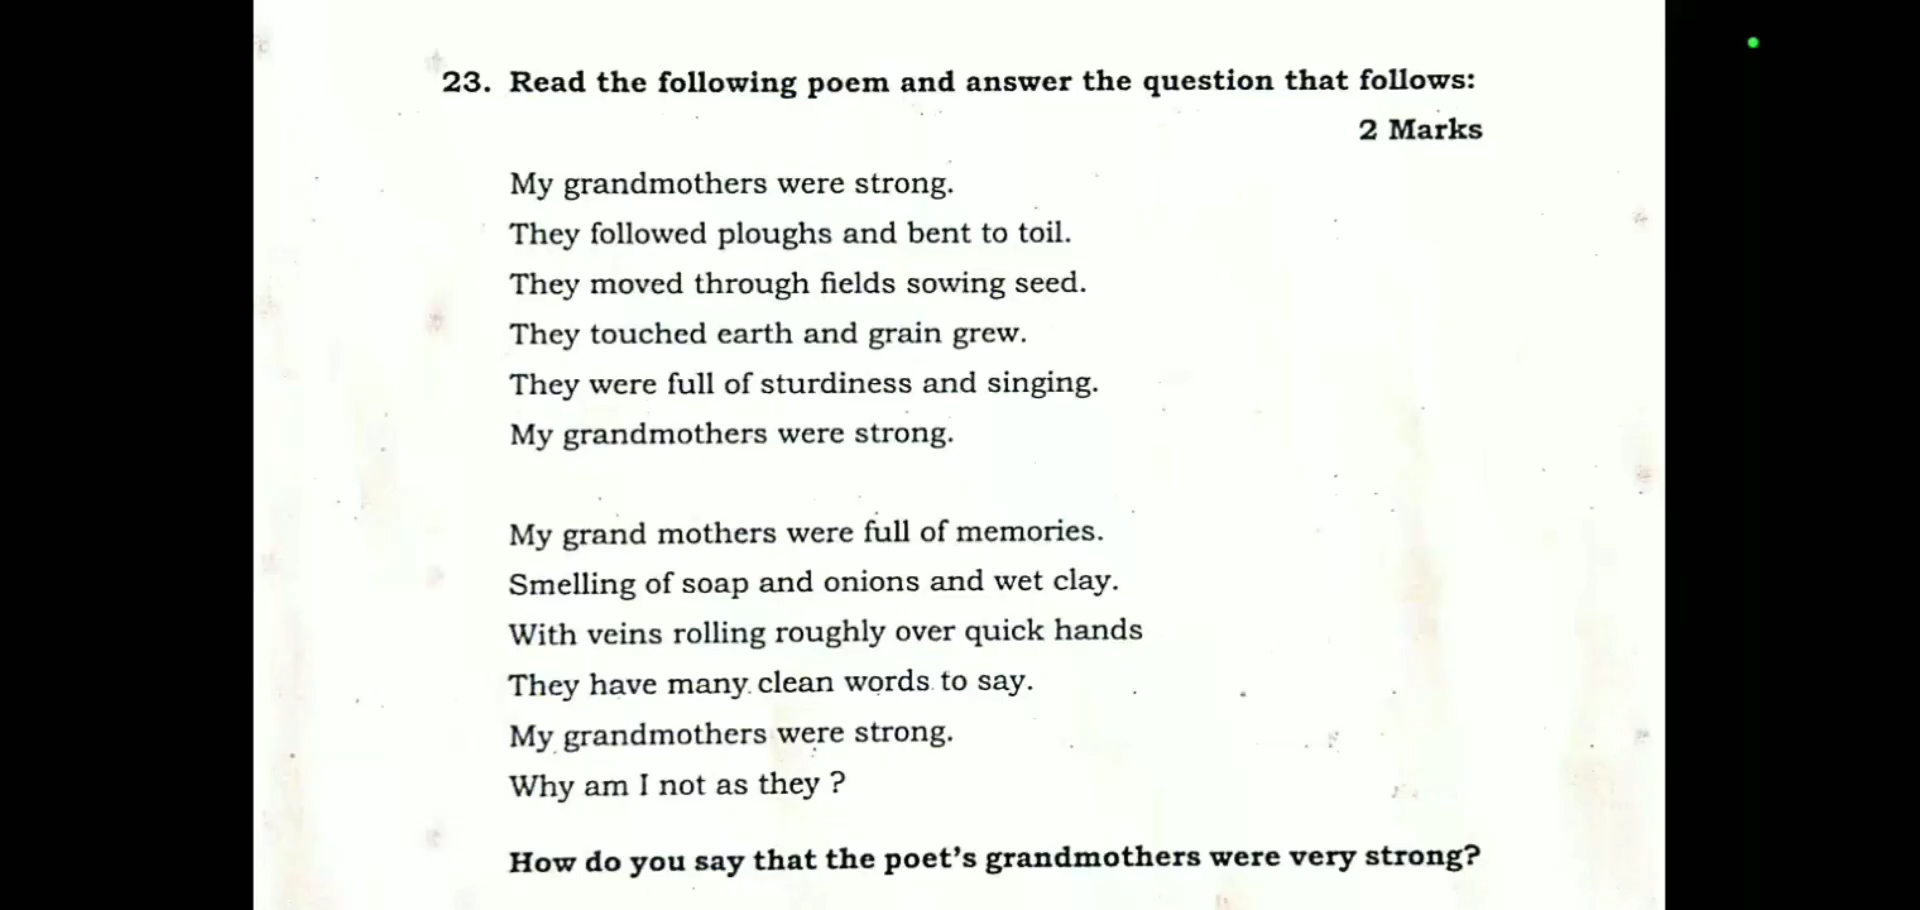 23. Read the following poem and answer the question that follows:
2 Marks
My grandmothers were strong.
They followed ploughs and bent to toil.
They moved through fields sowing seed.
They touched earth and grain grew.
They were full of sturdiness and singing.
My grandmothers were strong.
My grand mothers were full of memories.
Smelling of soap and onions and wet clay.
With veins rolling roughly over quick hands
They have many clean words to say.
My grandmothers were strong.
Why am I not as they ?
How do you say that the poet's grandmothers were very strong?